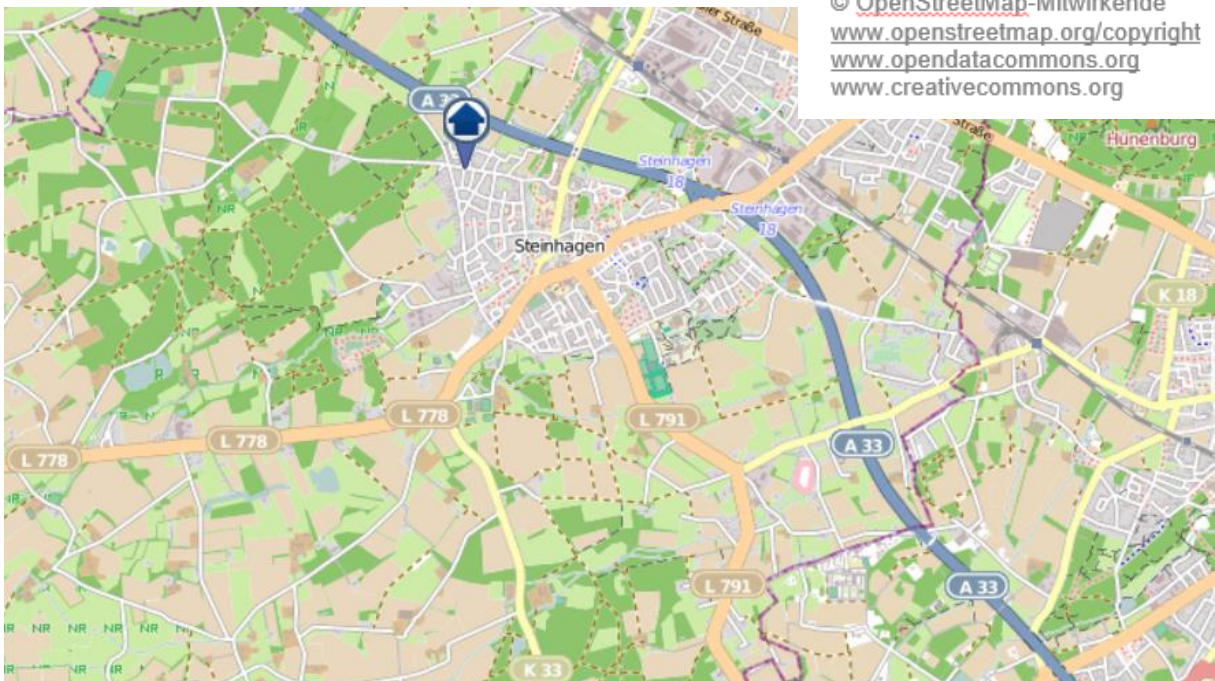 © OpenStreetMap-Mitwirkende
www.openstreetmap.org/copyright
www.opendatacommons.org
www.creativecommons.org
Straße
A 33
Straße
Hünenburg
Steinhagen
18
Steinhagen
18
NR
Steinhagen
K 18
NR
NR
L 778
L 791
L 778
L 778
A 33
L 791
A 33
NR NR NR
NR NR
K 33